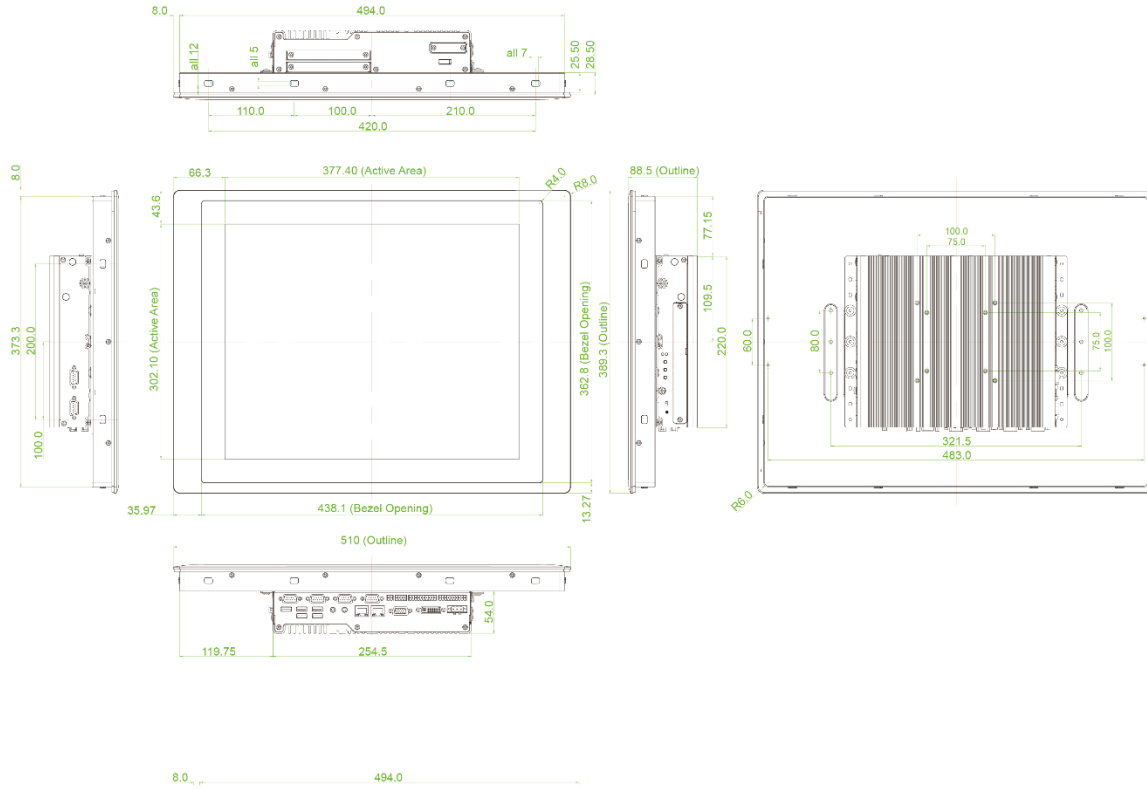 8.0
494.0
all 12
all 5
all 7
25.50
28.50
110.0
100.0
210.0
420.0
8.0
373.3
200.0
100.0
66.3
377.40 (Active Area)
R4.0
R8.0
43.6
302.10 (Active Area)
362.8 (Bezel Opening)
389.3 (Outline)
35.97
438.1 (Bezel Opening)
13.27
88.5 (Outline)
77.15
109.5
220.0
100.0
75.0
60.0
80.0
75.0
100.0
321.5
483.0
R6.0
510 (Outline)
54.0
119.75
254.5
8.0
494.0